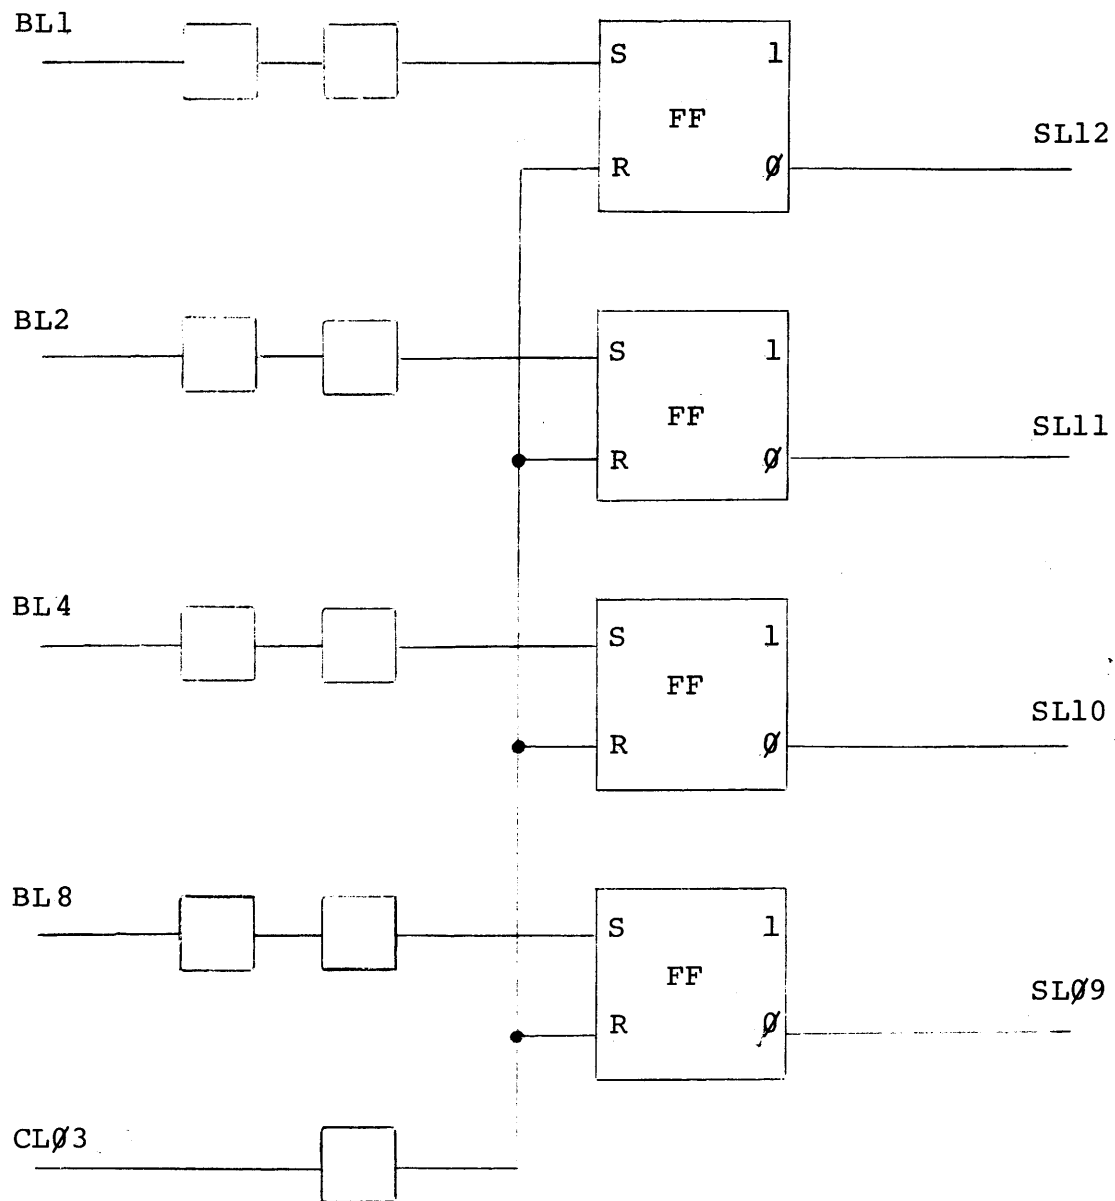 BL1
S 1
FF
SL12
R Ø
BL2
S 1
FF
SL11
R Ø
BL4
S 1
FF
SL10
R Ø
BL8
S 1
FF
SLØ9
R Ø
CLØ3